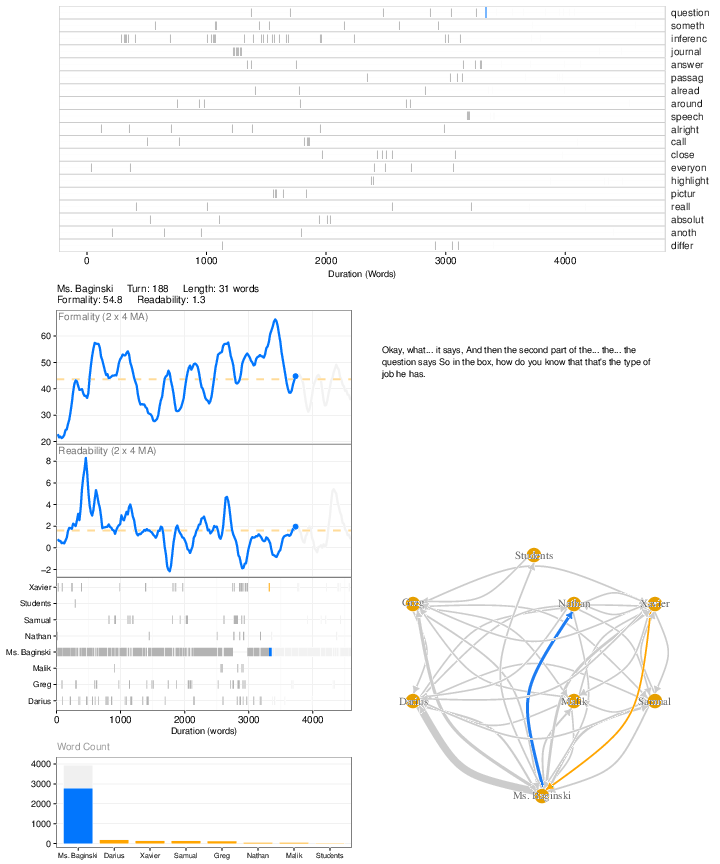 question
someth
inferenc
journal
answer
passag
alread
around
speech
alright
call
close
everyon
highlight
pictur
reall
absolut
anoth
differ
0 1000 2000 3000 4000
Duration (Words)
Ms. Baginski Turn: 188 Length: 31 words
Formality: 54.8 Readability: 1.3
Formality (2 x 4 MA)
60
50
40
30
20
Okay, what... it says, And then the second part of the... the... the
question says So in the box, how do you know that that's the type of
job he has.
Readability (2 x 4 MA)
8
6
4
2
0
−2
Xavier
Students
Samual
Nathan
Ms. Baginski
Malik
Greg
Darius
0 1000 2000 3000 4000
Duration (words)
Students
Greg Nathan Xavier
Darius Malik Samual
Ms. Baginski
Word Count
4000
3000
2000
1000
0
Ms. Baginski Darius Xavier Samual Greg Nathan Malik Students